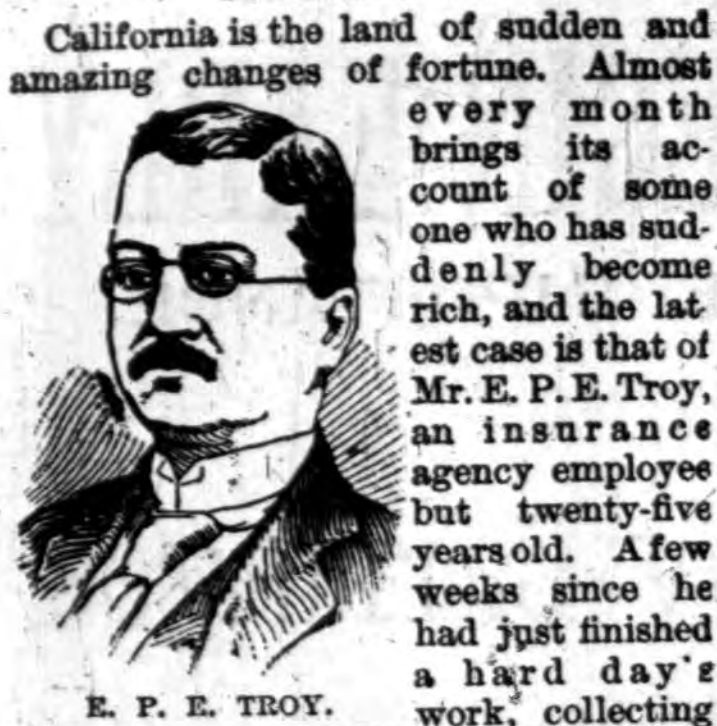 California is the land of sudden and
amazing changes of fortune. Almost
every month
brings its ac-
count of some
one who has sud-
denly become
rich, and the lat
est case is that of
Mr. E. P. E. Troy,
an insurance
agency employee
but twenty-five
years old. A few
weeks since he
had just finished
a hard day's
work, collecting
E. P. E. TROY.